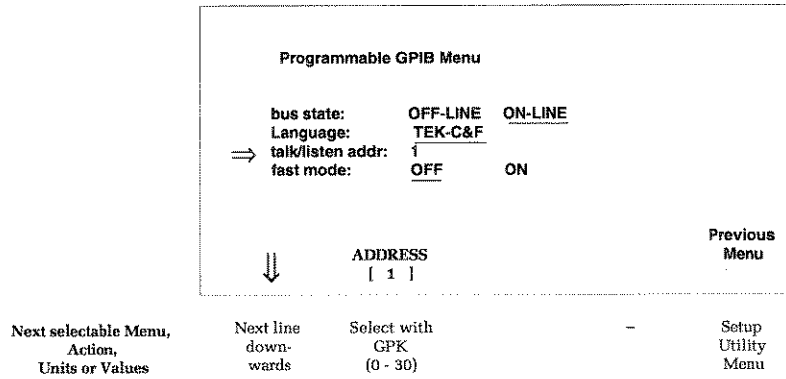 Programmable GPIB Menu
bus state: OFF-LINE ON-LINE
Language: TEK-C&F
⇒ talk/listen addr: 1
fast mode: OFF ON
Previous
Menu
⇓ ADDRESS
[ 1 ]
Next selectable Menu,
Action,
Units or Values
Next line
down-
wards
Select with
GPK
(0 - 30)
–
Setup
Utility
Menu